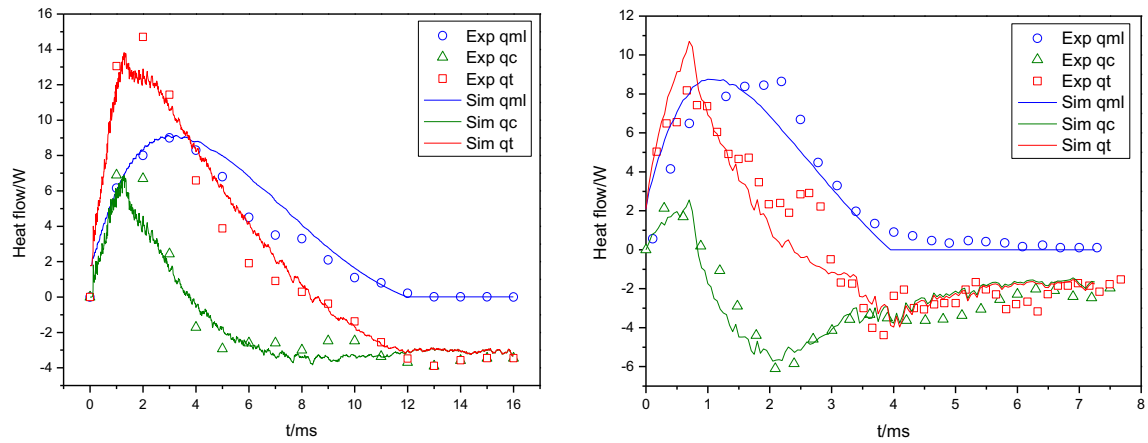 16
14
12
10
8
6
4
2
0
-2
-4
Heat flow/W
Exp qml
Exp qc
Exp qt
Sim qml
Sim qc
Sim qt
0 2 4 6 8 10 12 14 16
t/ms
12
10
8
6
4
2
0
-2
-4
-6
Heat flow/W
Exp qml
Exp qc
Exp qt
Sim qml
Sim qc
Sim qt
0 1 2 3 4 5 6 7 8
t/ms